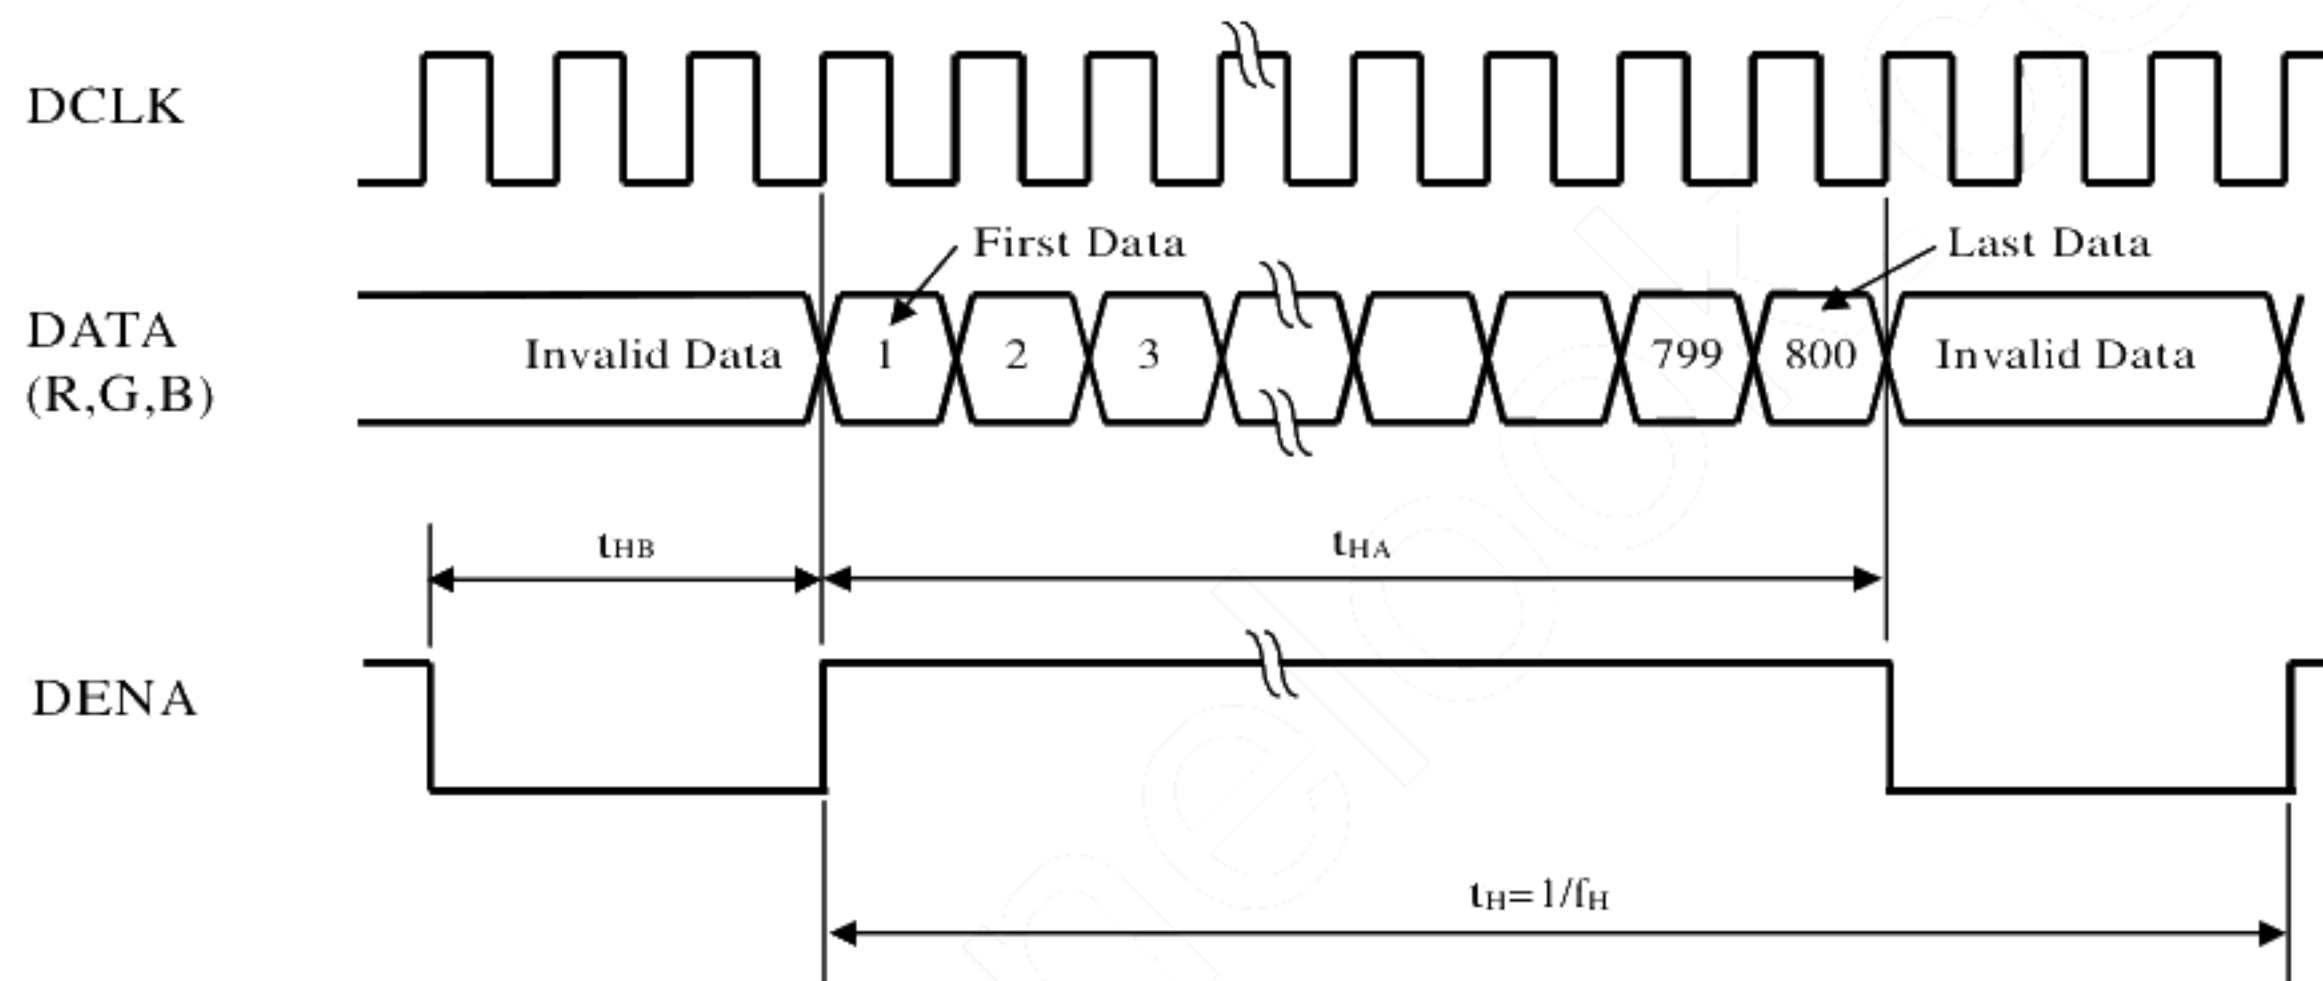 DCLK
First Data
Last Data
DATA
(R,G,B)
Invalid Data
1
2
3
799
800
Invalid Data
tHB
tHA
DENA
tH=1/fH